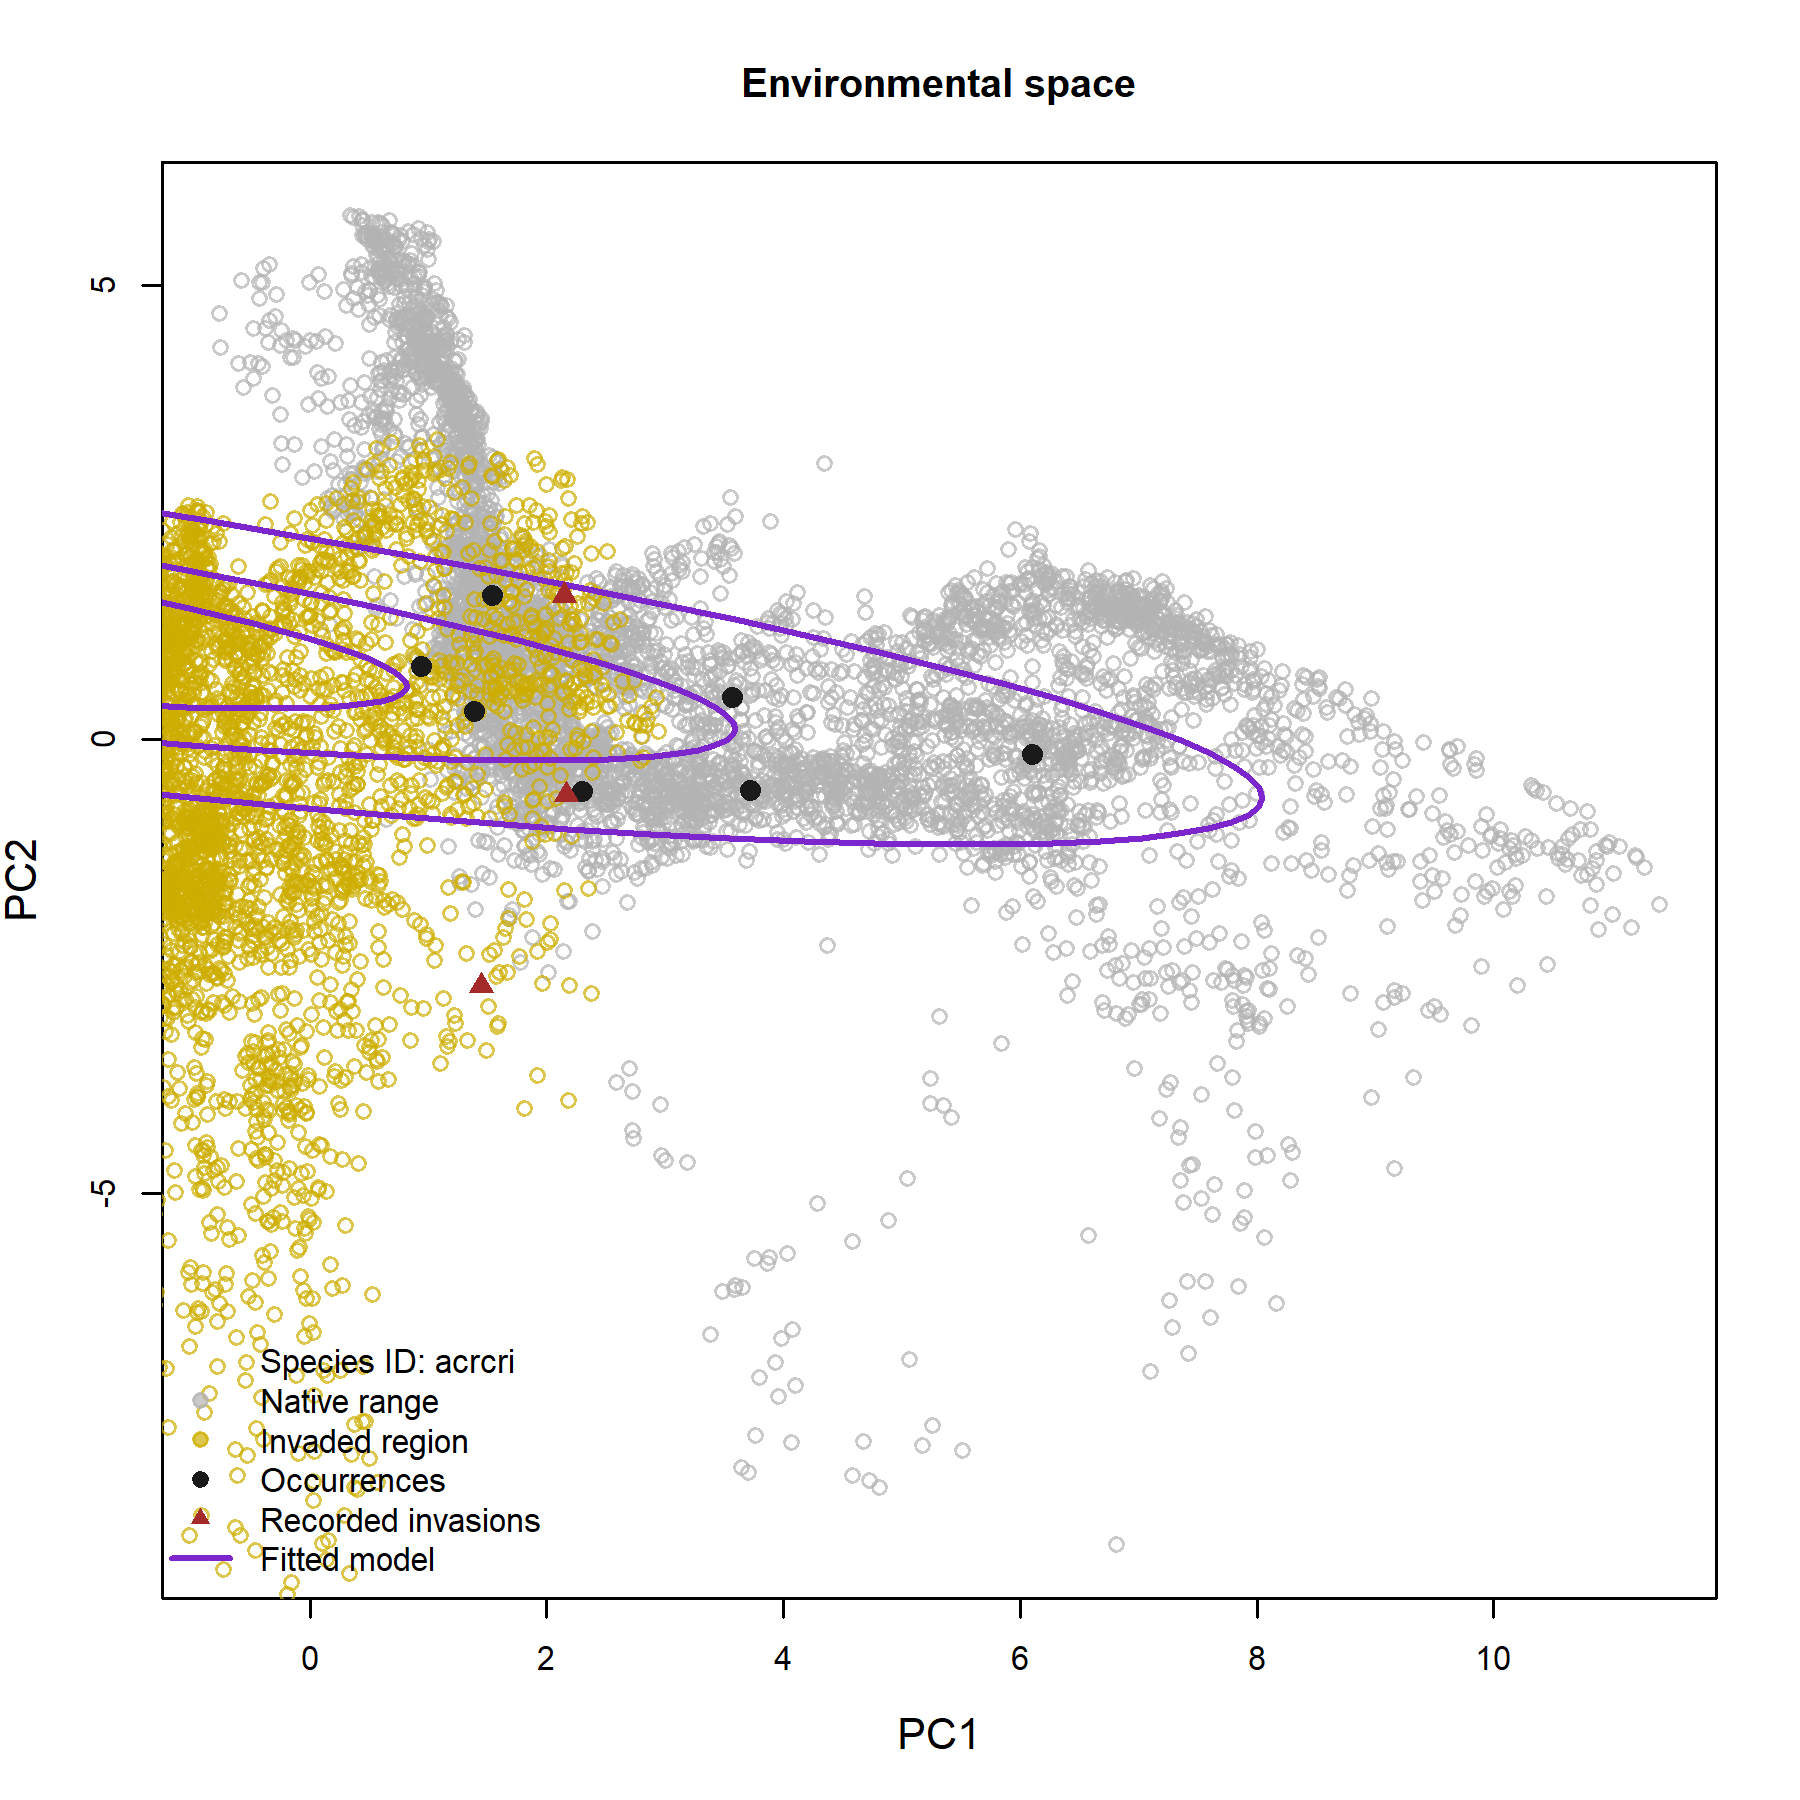 Environmental space
5
0
-5
PC2
Species ID: acrcri
Native range
Invaded region
Occurrences
Recorded invasions
Fitted model
0 2 4 6 8 10
PC1